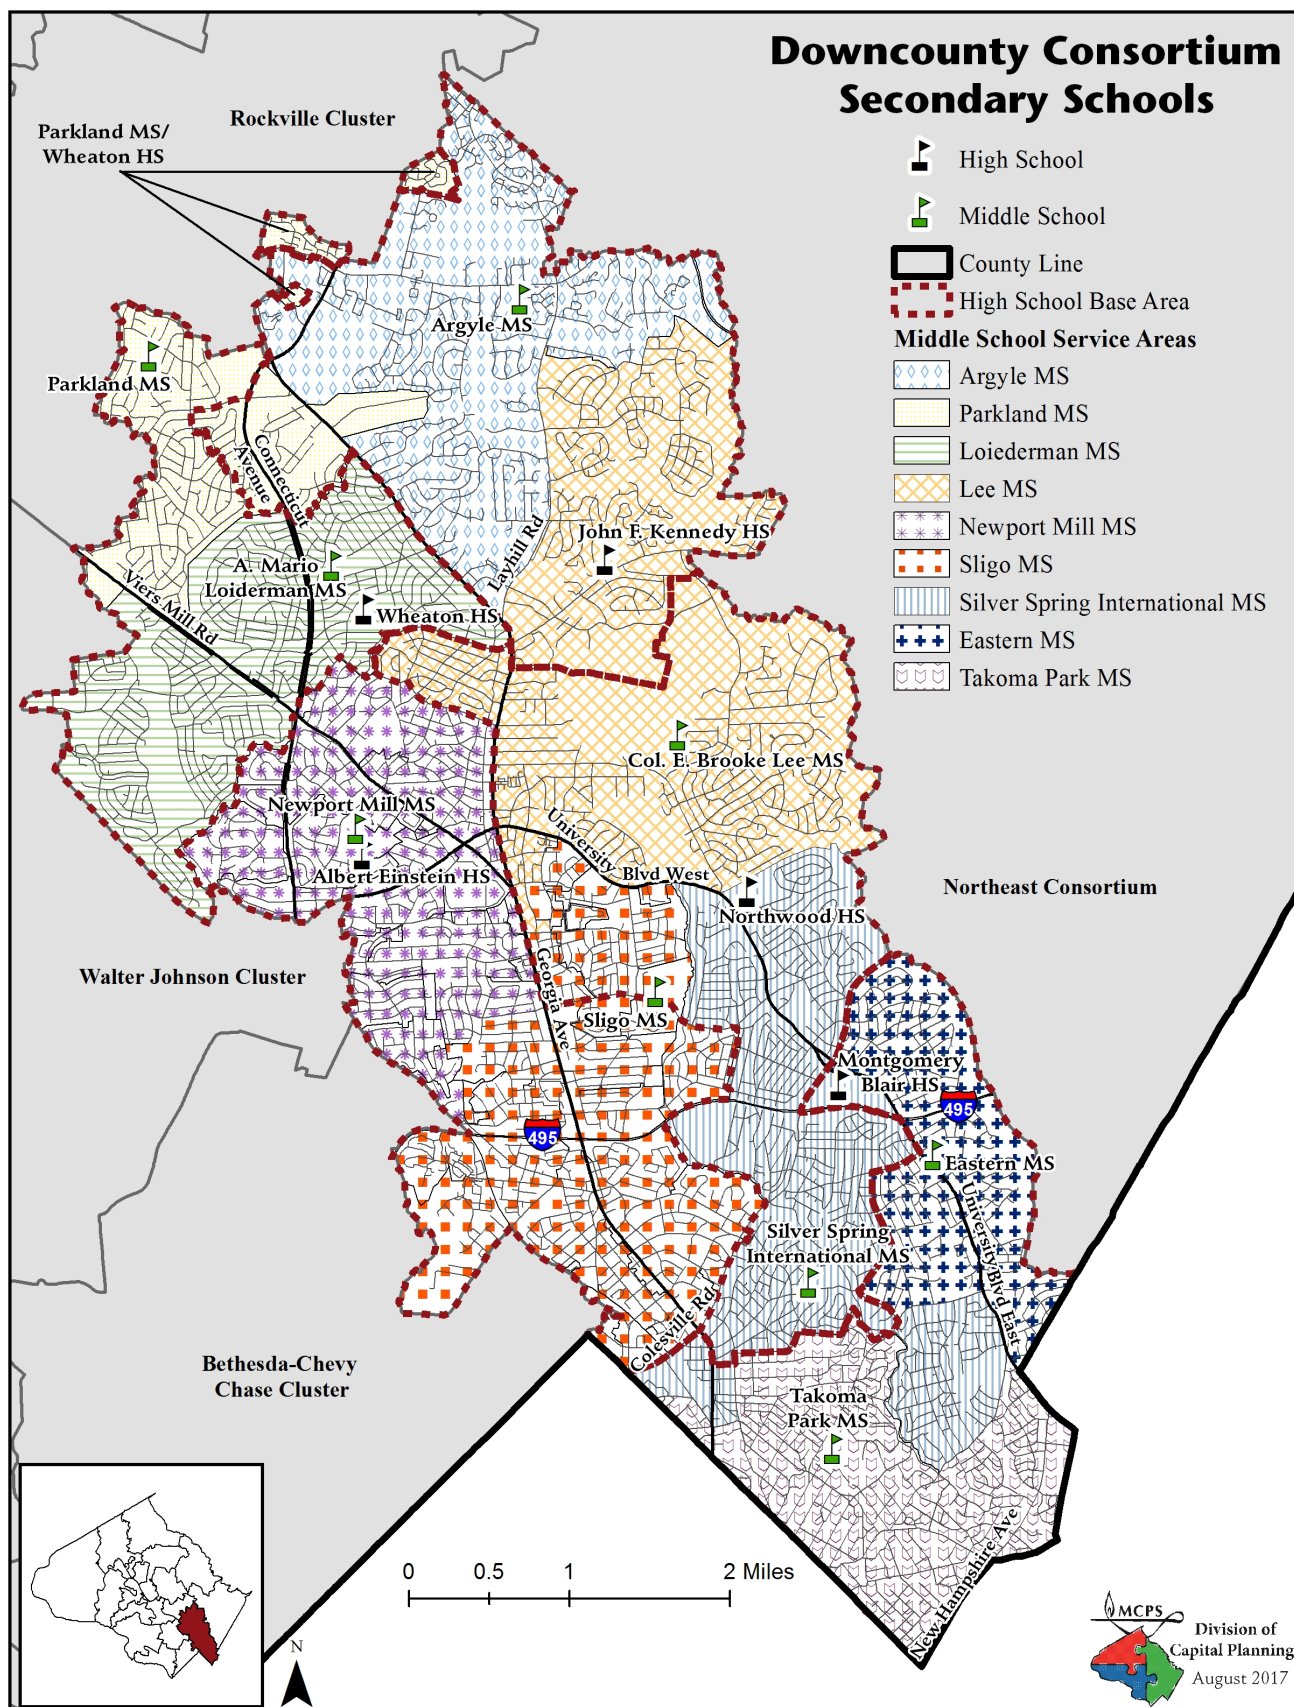 Downcounty Consortium
Secondary Schools
High School
Middle School
County Line
High School Base Area
Middle School Service Areas
Argyle MS
Parkland MS
Loiederman MS
Lee MS
Newport Mill MS
Sligo MS
Silver Spring International MS
Eastern MS
Takoma Park MS
Rockville Cluster
Parkland MS/
Wheaton HS
Argyle MS
Parkland MS
Connecticut
Avenue
Layhill Rd
John F. Kennedy HS
A. Mario
Loiderman MS
Viers Mill Rd
Wheaton HS
Col. E. Brooke Lee MS
Newport Mill MS
Albert Einstein HS
University
Blvd West
Northwood HS
Northeast Consortium
Walter Johnson Cluster
Georgia Ave
Sligo MS
Montgomery
Blair HS
495
495
Eastern MS
University Blvd East
Silver Spring
International MS
Colesville Rd
Bethesda-Chevy
Chase Cluster
Takoma
Park MS
New Hampshire Ave
0 0.5 1 2 Miles
N
MCPS
Division of
Capital Planning
August 2017